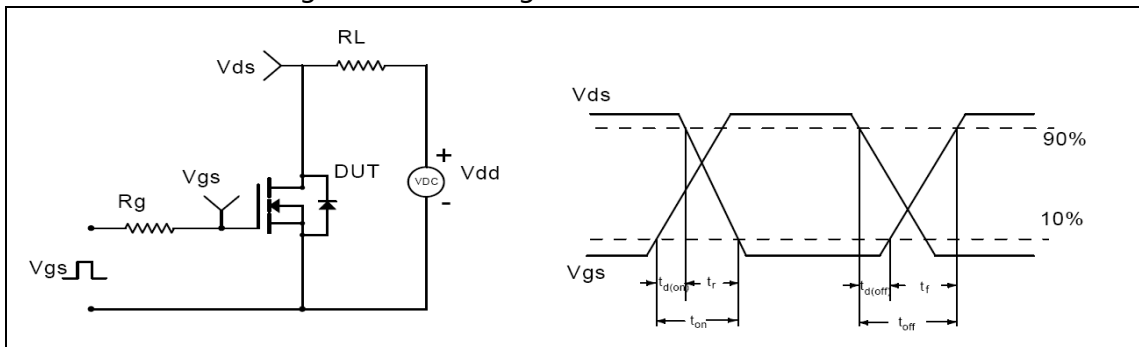 RL
Vds
Vgs
DUT
+
VDC
Vdd
-
Rg
Vgs
Vds
90%
10%
Vgs
td(on) tr
td(off) tf
ton
toff